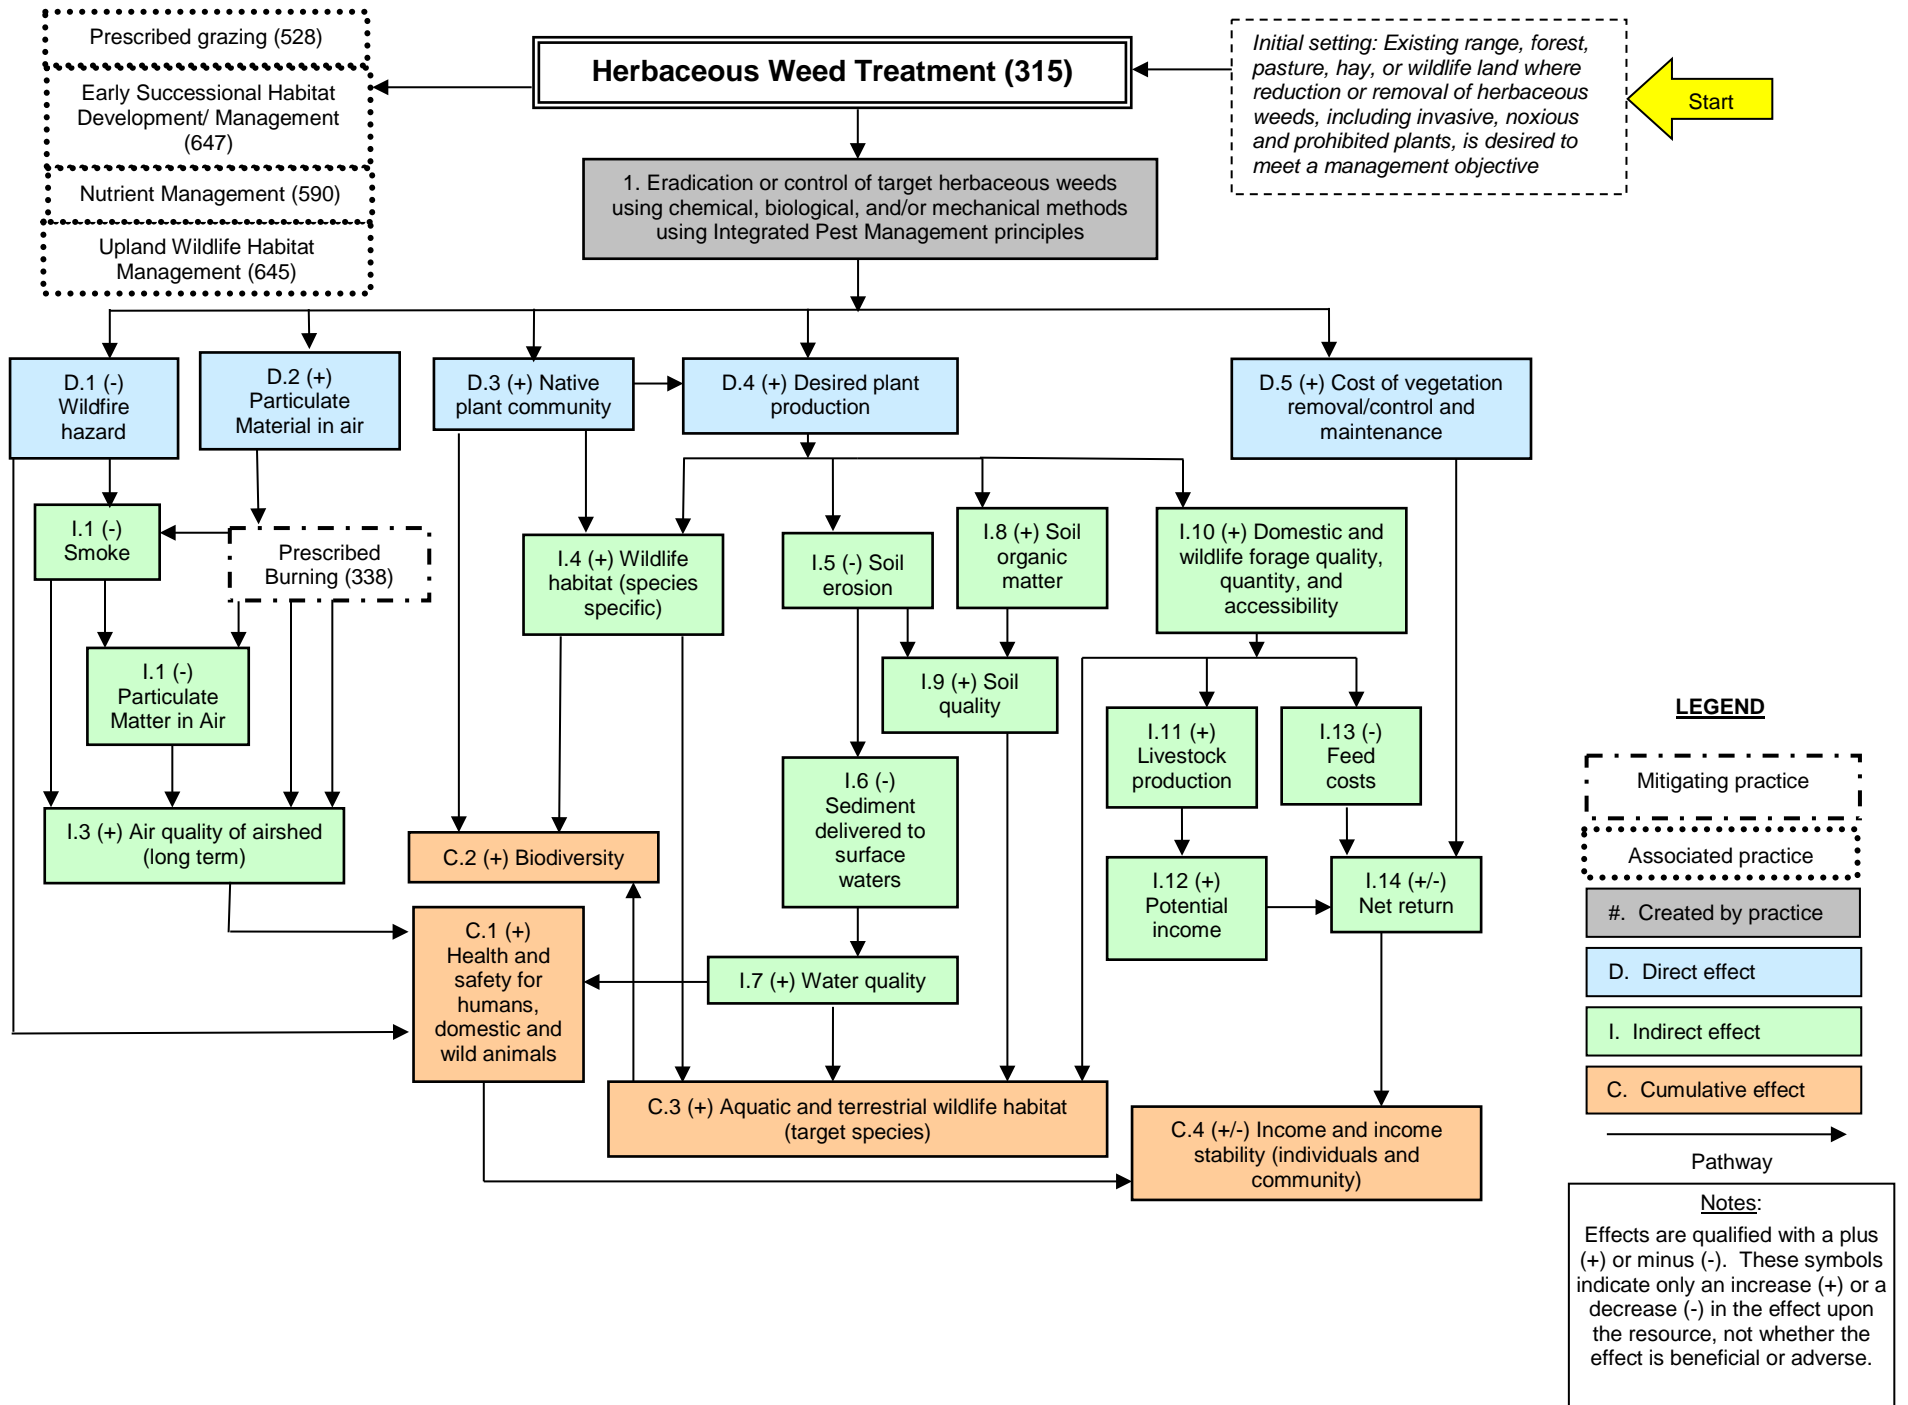 Prescribed grazing (528)
Early Successional Habitat
Development/ Management
(647)
Nutrient Management (590)
Upland Wildlife Habitat
Management (645)
Herbaceous Weed Treatment (315)
Initial setting: Existing range, forest,
pasture, hay, or wildlife land where
reduction or removal of herbaceous
weeds, including invasive, noxious
and prohibited plants, is desired to
meet a management objective
Start
1. Eradication or control of target herbaceous weeds
using chemical, biological, and/or mechanical methods
using Integrated Pest Management principles
D.1 (-)
Wildfire
hazard
D.2 (+)
Particulate
Material in air
D.3 (+) Native
plant community
D.4 (+) Desired plant
production
D.5 (+) Cost of vegetation
removal/control and
maintenance
I.1 (-)
Smoke
Prescribed
Burning (338)
I.4 (+) Wildlife
habitat (species
specific)
I.5 (-) Soil
erosion
I.8 (+) Soil
organic
matter
I.10 (+) Domestic and
wildlife forage quality,
quantity, and
accessibility
I.1 (-)
Particulate
Matter in Air
I.9 (+) Soil
quality
I.11 (+)
Livestock
production
I.13 (-)
Feed
costs
I.3 (+) Air quality of airshed
(long term)
C.2 (+) Biodiversity
I.6 (-)
Sediment
delivered to
surface
waters
I.12 (+)
Potential
income
I.14 (+/-)
Net return
C.1 (+)
Health and
safety for
humans,
domestic and
wild animals
I.7 (+) Water quality
C.3 (+) Aquatic and terrestrial wildlife habitat
(target species)
C.4 (+/-) Income and income
stability (individuals and
community)
LEGEND
Mitigating practice
Associated practice
#. Created by practice
D. Direct effect
I. Indirect effect
C. Cumulative effect
Pathway
Notes:
Effects are qualified with a plus
(+) or minus (-). These symbols
indicate only an increase (+) or a
decrease (-) in the effect upon
the resource, not whether the
effect is beneficial or adverse.